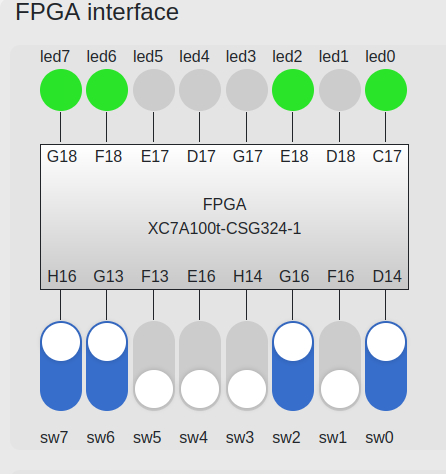 FPGA interface
led7 led6 led5 led4 led3 led2 led1 led0
G18 F18 E17 D17 G17 E18 D18 C17
FPGA
XC7A100t-CSG324-1
H16 G13 F13 E16 H14 G16 F16 D14
sw7 sw6 sw5 sw4 sw3 sw2 sw1 sw0